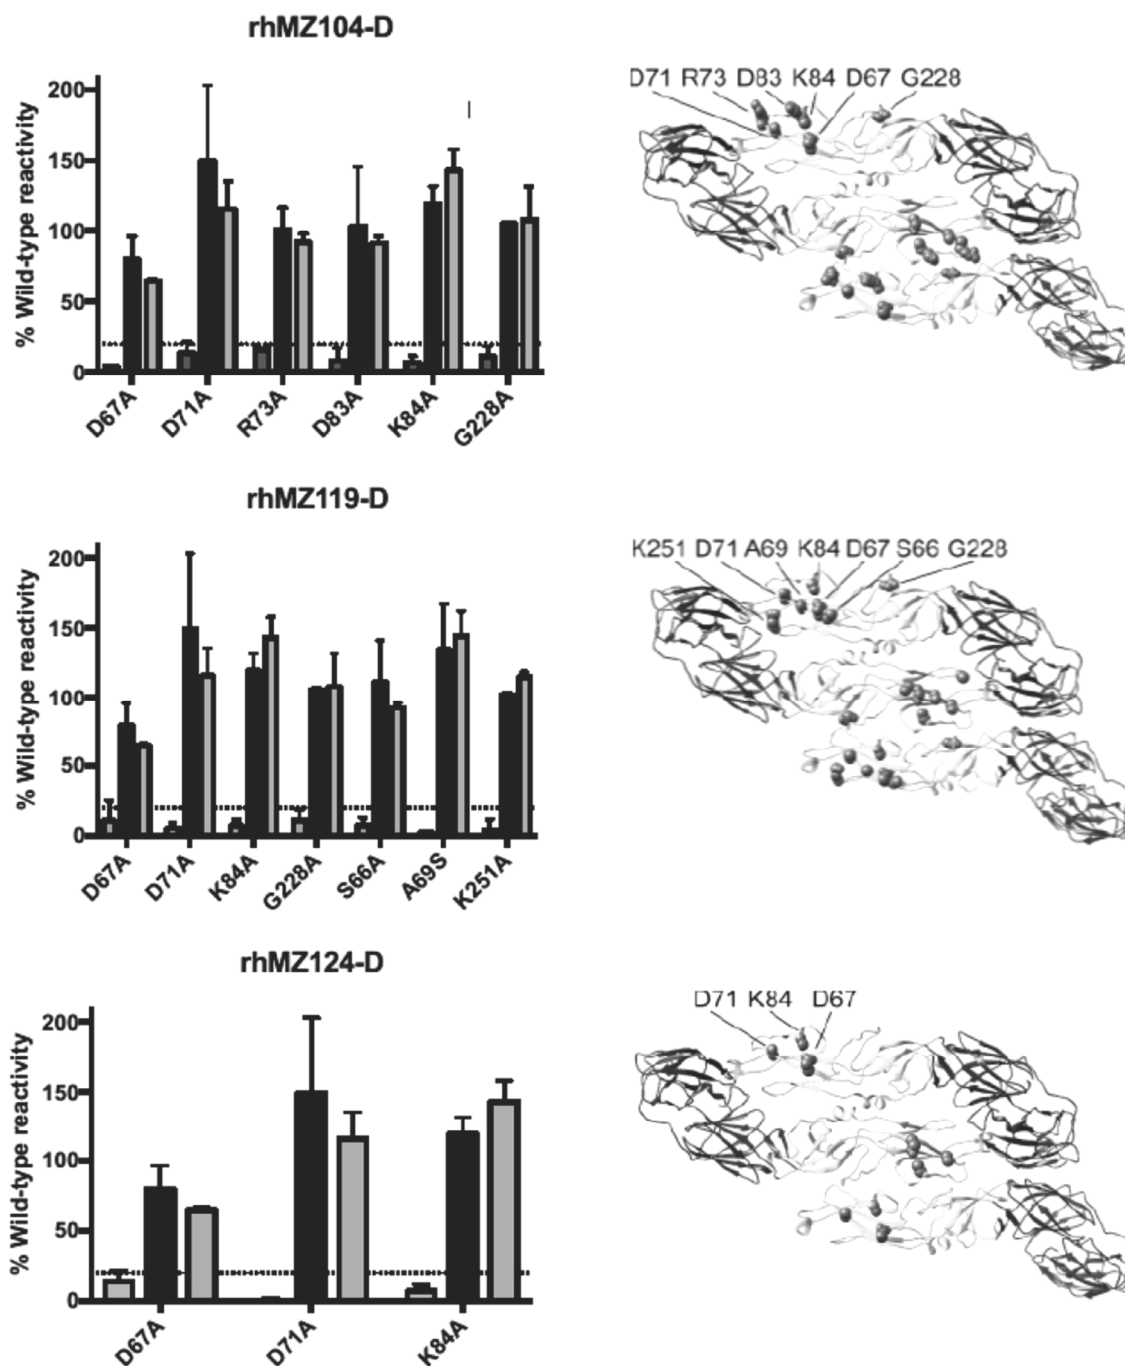 rhMZ104-D
% Wild-type reactivity
200
150
100
50
0
D67A
D71A
R73A
D83A
K84A
G228A
D71 R73 D83 K84 D67 G228
rhMZ119-D
% Wild-type reactivity
200
150
100
50
0
D67A
D71A
K84A
G228A
S66A
A69S
K251A
K251 D71 A69 K84 D67 S66 G228
rhMZ124-D
% Wild-type reactivity
200
150
100
50
0
D67A
D71A
K84A
D71 K84 D67